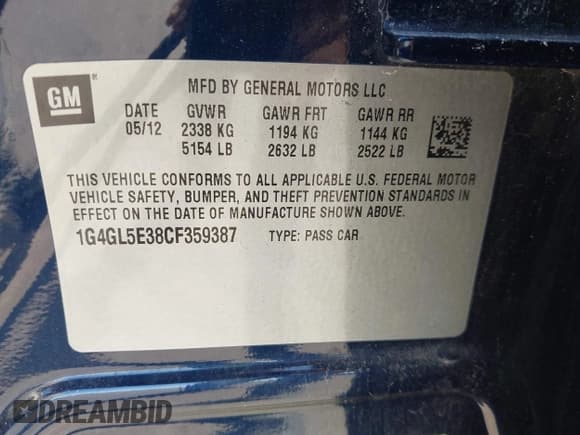 GM
MFD BY GENERAL MOTORS LLC
DATE GVWR GAWR FRT GAWR RR
05/12 2338 KG 1194 KG 1144 KG
5154 LB 2632 LB 2522 LB
THIS VEHICLE CONFORMS TO ALL APPLICABLE U.S. FEDERAL MOTOR
VEHICLE SAFETY, BUMPER, AND THEFT PREVENTION STANDARDS IN
EFFECT ON THE DATE OF MANUFACTURE SHOWN ABOVE.
1G4GL5E38CF359387 TYPE: PASS CAR
DREAMBID